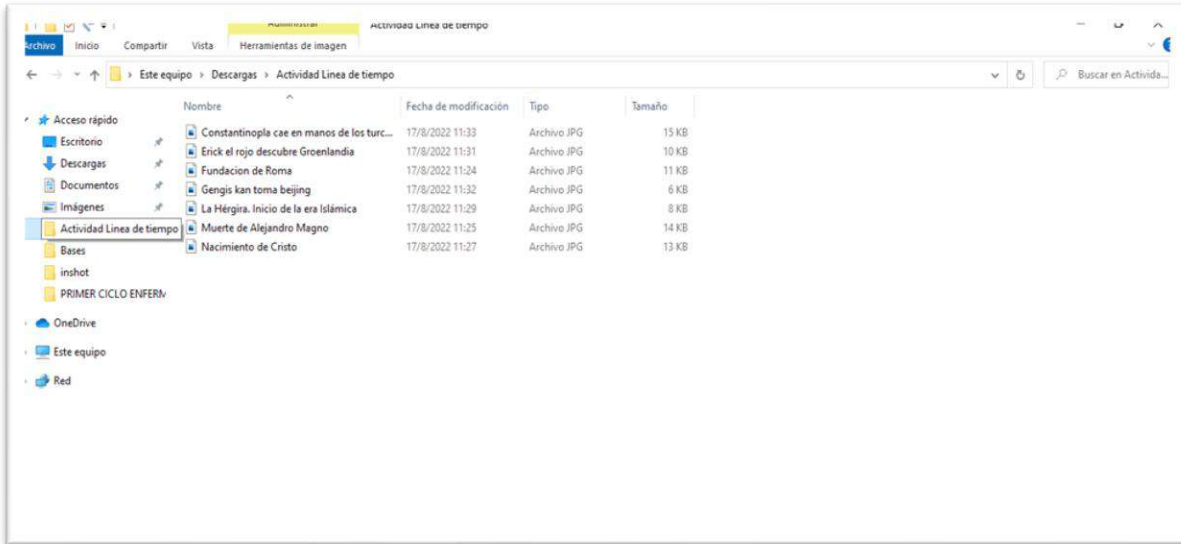 Administrar
Actividad Linea de tiempo
Archivo Inicio Compartir Vista Herramientas de imagen
Este equipo > Descargas > Actividad Linea de tiempo
Buscar en Activida...
Nombre Fecha de modificación Tipo Tamaño
Acceso rápido
Escritorio
Descargas
Documentos
Imágenes
Actividad Linea de tiempo
Bases
inshot
PRIMER CICLO ENFERM
OneDrive
Este equipo
Red
Constantinopla cae en manos de los turc... 17/8/2022 11:33 Archivo JPG 15 KB
Erick el rojo descubre Groenlandia 17/8/2022 11:31 Archivo JPG 10 KB
Fundacion de Roma 17/8/2022 11:24 Archivo JPG 11 KB
Gengis kan toma beijing 17/8/2022 11:32 Archivo JPG 6 KB
La Hérgira. Inicio de la era Islámica 17/8/2022 11:29 Archivo JPG 8 KB
Muerte de Alejandro Magno 17/8/2022 11:25 Archivo JPG 14 KB
Nacimiento de Cristo 17/8/2022 11:27 Archivo JPG 13 KB